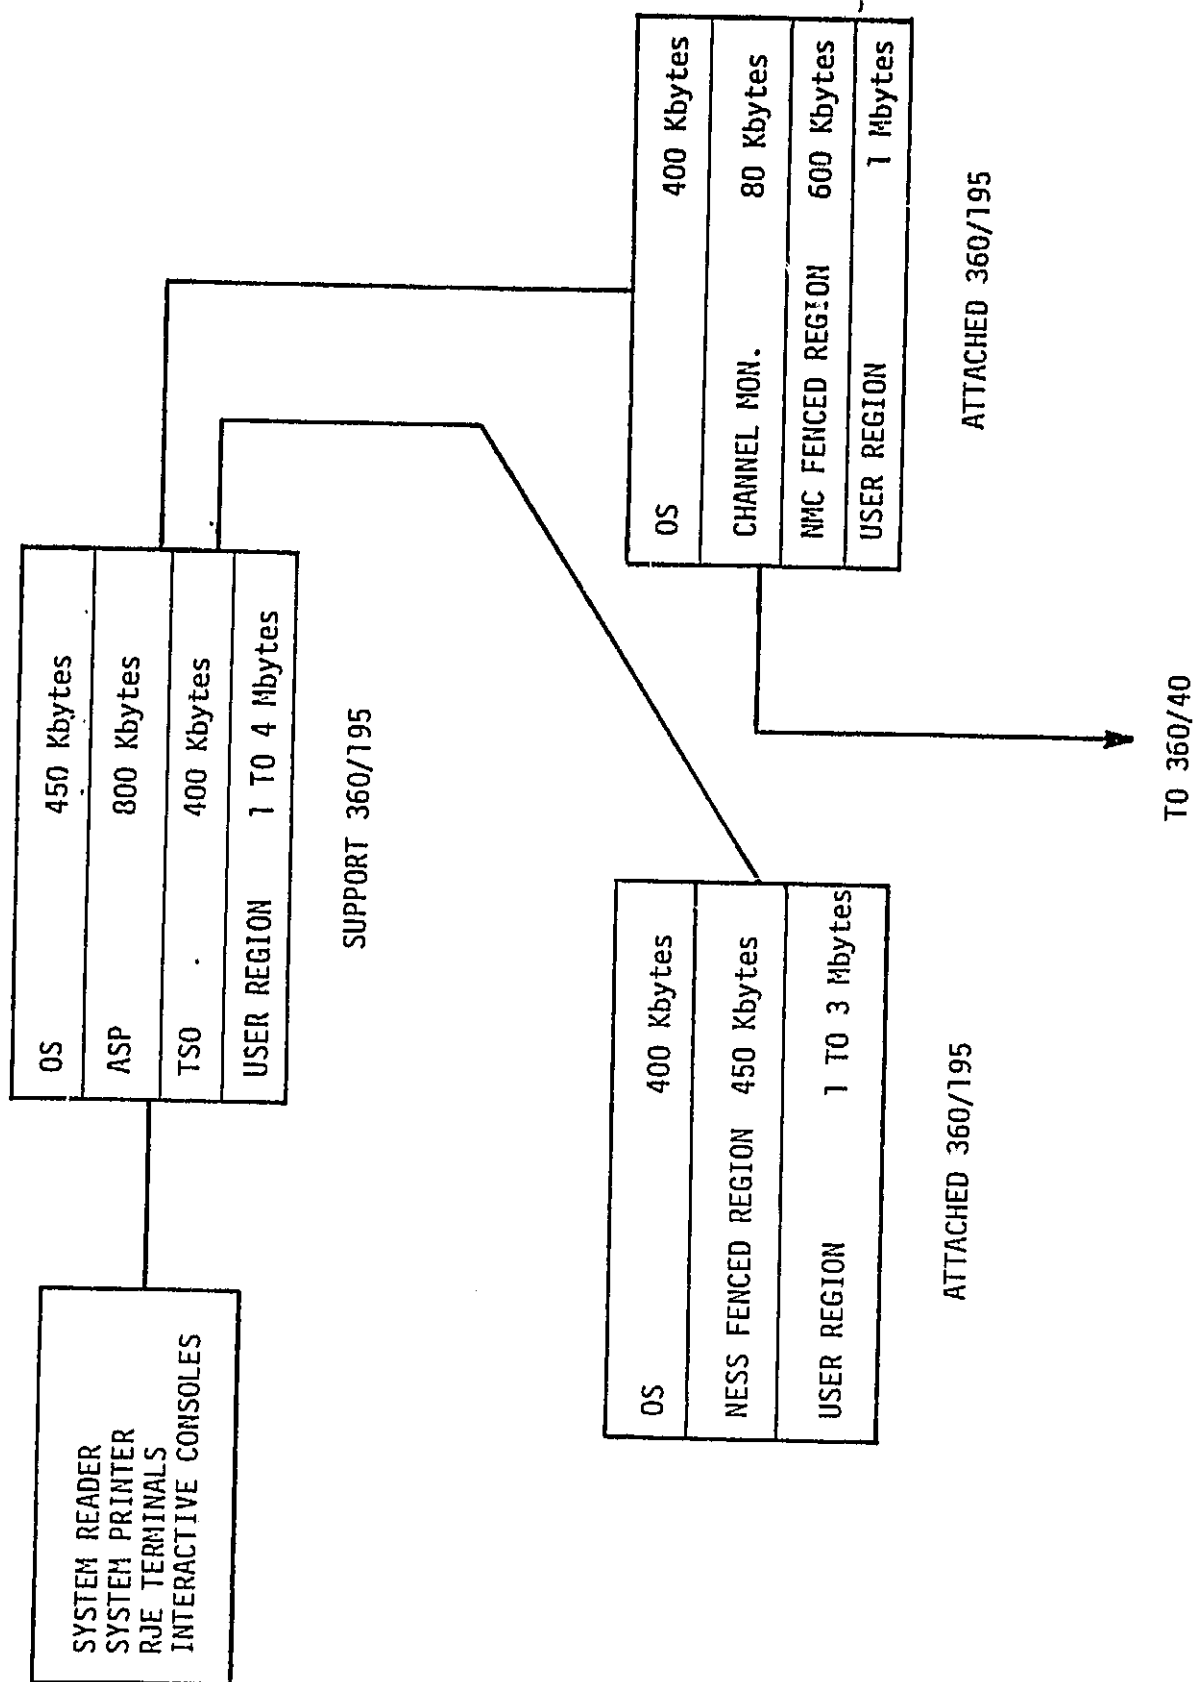 SYSTEM READER
SYSTEM PRINTER
RJE TERMINALS
INTERACTIVE CONSOLES
OS 450 Kbytes
ASP 800 Kbytes
TSO 400 Kbytes
USER REGION 1 TO 4 Mbytes
SUPPORT 360/195
OS 400 Kbytes
NESS FENCED REGION 450 Kbytes
USER REGION 1 TO 3 Mbytes
ATTACHED 360/195
OS 400 Kbytes
CHANNEL MON. 80 Kbytes
NMC FENCED REGION 600 Kbytes
USER REGION 1 Mbytes
ATTACHED 360/195
TO 360/40